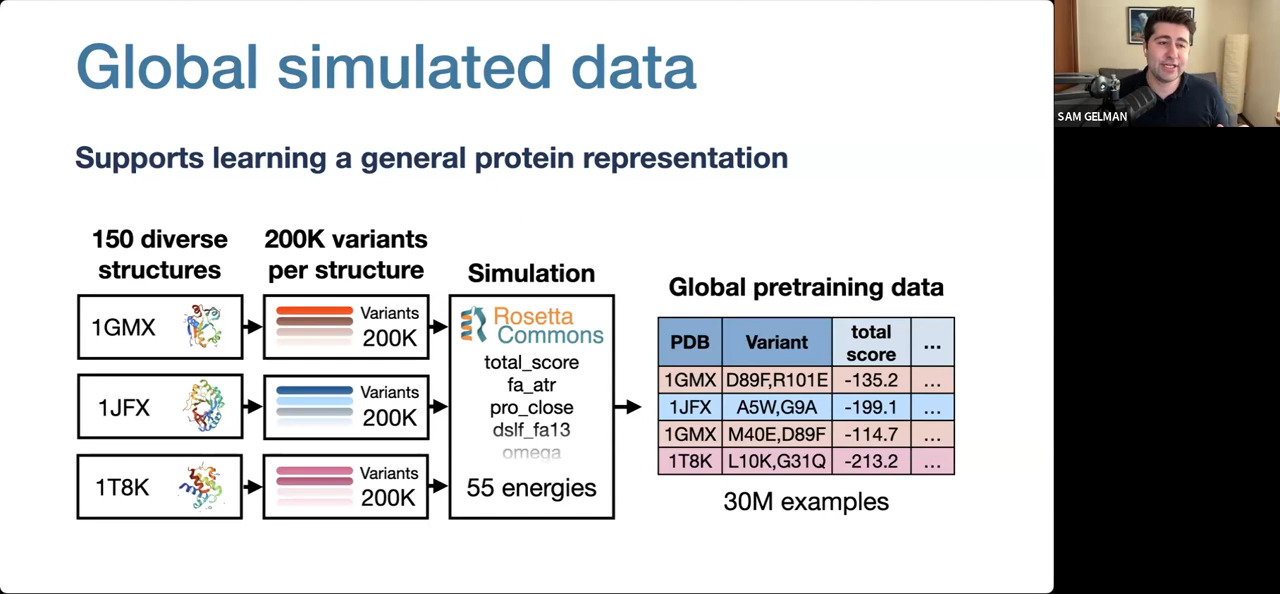 Global simulated data
SAM GELMAN
Supports learning a general protein representation
150 diverse
structures
200K variants
per structure
Simulation
Global pretraining data
1GMX
Variants
200K
1JFX
Variants
200K
1T8K
Variants
200K
Rosetta
Commons
total_score
fa_atr
pro_close
dslf_fa13
omega
55 energies
PDB Variant total score ...
1GMX D89F,R101E -135.2 ...
1JFX A5W,G9A -199.1 ...
1GMX M40E,D89F -114.7 ...
1T8K L10K,G31Q -213.2 ...
30M examples